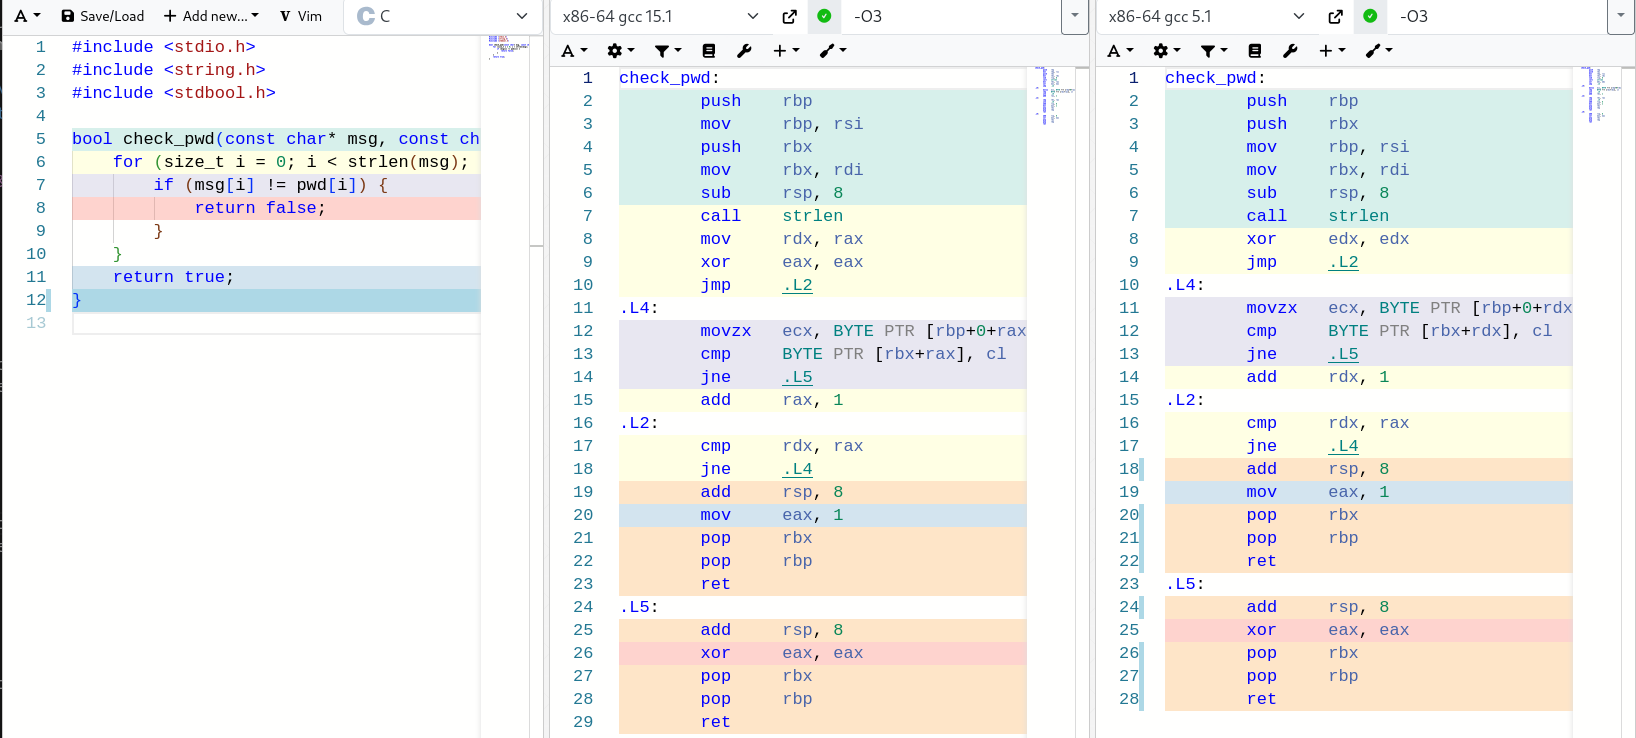 A Save/Load Add new... V Vim C C
1 #include <stdio.h>
2 #include <string.h>
3 #include <stdbool.h>
4
5 bool check_pwd(const char* msg, const ch
6     for (size_t i = 0; i < strlen(msg);
7         if (msg[i] != pwd[i]) {
8             return false;
9         }
10     }
11     return true;
12 }
13
x86-64 gcc 15.1 -O3
A
1 check_pwd:
2         push    rbp
3         mov     rbp, rsi
4         push    rbx
5         mov     rbx, rdi
6         sub     rsp, 8
7         call    strlen
8         mov     rdx, rax
9         xor     eax, eax
10         jmp     .L2
11 .L4:
12         movzx   ecx, BYTE PTR [rbp+0+rax
13         cmp     BYTE PTR [rbx+rax], cl
14         jne     .L5
15         add     rax, 1
16 .L2:
17         cmp     rdx, rax
18         jne     .L4
19         add     rsp, 8
20         mov     eax, 1
21         pop     rbx
22         pop     rbp
23         ret
24 .L5:
25         add     rsp, 8
26         xor     eax, eax
27         pop     rbx
28         pop     rbp
29         ret
x86-64 gcc 5.1 -O3
A
1 check_pwd:
2         push    rbp
3         push    rbx
4         mov     rbp, rsi
5         mov     rbx, rdi
6         sub     rsp, 8
7         call    strlen
8         xor     edx, edx
9         jmp     .L2
10 .L4:
11         movzx   ecx, BYTE PTR [rbp+0+rdx
12         cmp     BYTE PTR [rbx+rdx], cl
13         jne     .L5
14         add     rdx, 1
15 .L2:
16         cmp     rdx, rax
17         jne     .L4
18         add     rsp, 8
19         mov     eax, 1
20         pop     rbx
21         pop     rbp
22         ret
23 .L5:
24         add     rsp, 8
25         xor     eax, eax
26         pop     rbx
27         pop     rbp
28         ret